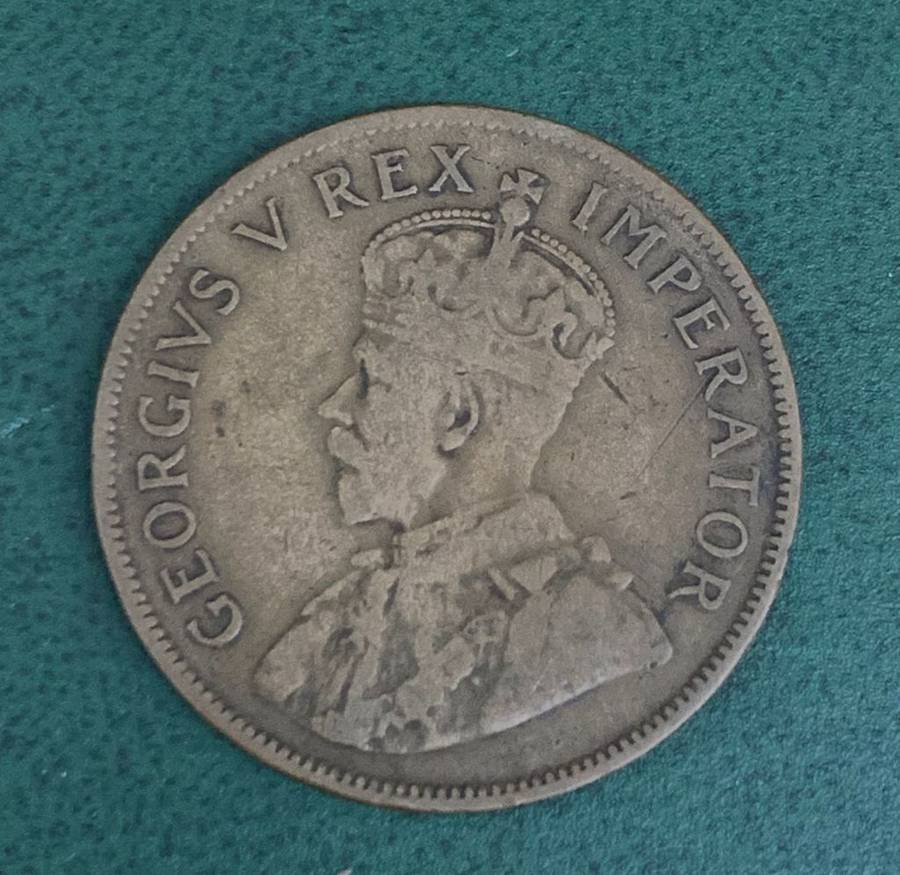 GEORGIVS V REX IMPERATOR